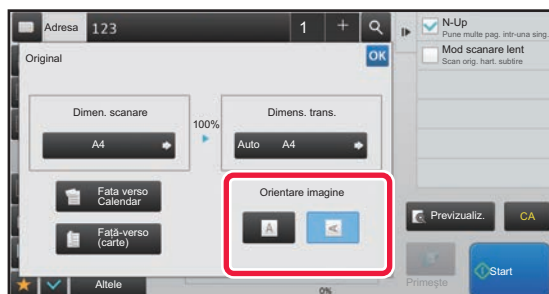 Adresa
123
1
+
N-Up
Pune multe pag. intr-una sing.
Original
OK
Mod scanare lent
Scan orig. hart. subtire
Dimen. scanare
100%
Dimens. trans.
A4
Auto A4
Fata verso
Calendar
Orientare imagine
A
A
Față-verso
(carte)
Previzualiz.
CA
Altele
0%
Primește
Start